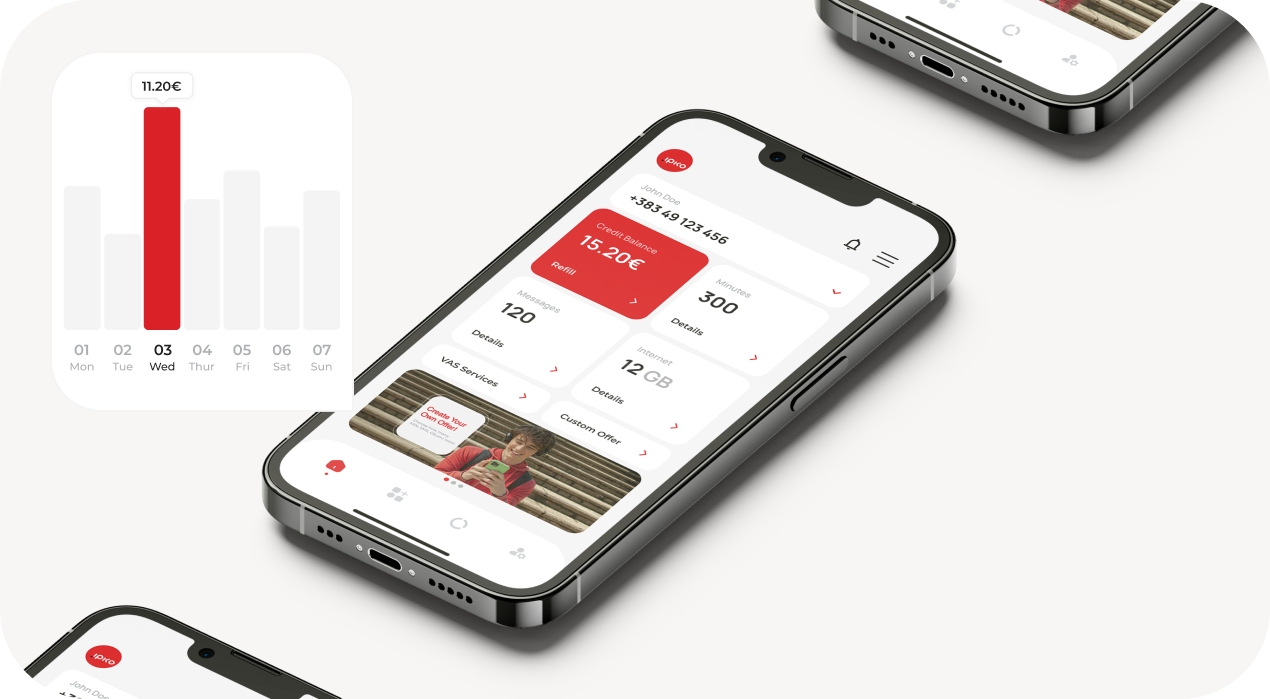 11.20€
01 02 03 04 05 06 07
Mon Tue Wed Thur Fri Sat Sun
ipko
John Doe
+383 49 123 456
Credit Balance
15.20€
Refill
Minutes
300
Details
Messages
120
Details
Internet
12 GB
Details
VAS Services
Custom Offer
Create Your
Own Offer!
ipko
John Doe